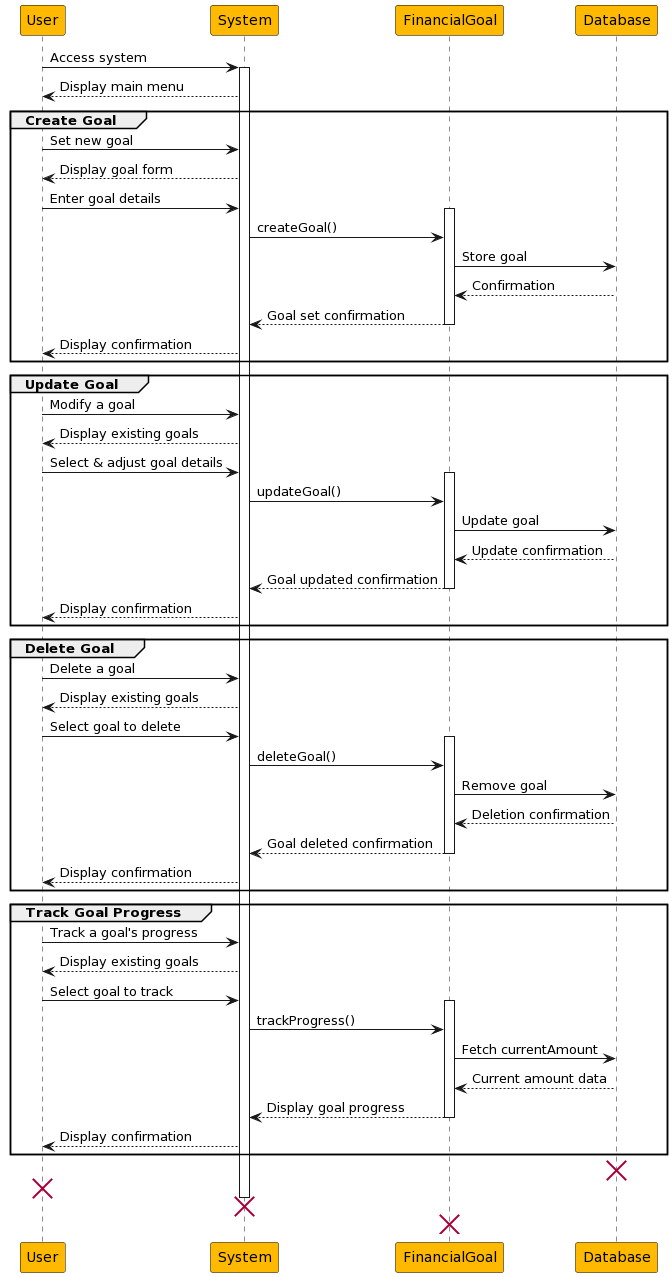 User System FinancialGoal Database
Access system
Display main menu
Create Goal
Set new goal
Display goal form
Enter goal details
createGoal()
Store goal
Confirmation
Goal set confirmation
Display confirmation
Update Goal
Modify a goal
Display existing goals
Select & adjust goal details
updateGoal()
Update goal
Update confirmation
Goal updated confirmation
Display confirmation
Delete Goal
Delete a goal
Display existing goals
Select goal to delete
deleteGoal()
Remove goal
Deletion confirmation
Goal deleted confirmation
Display confirmation
Track Goal Progress
Track a goal's progress
Display existing goals
Select goal to track
trackProgress()
Fetch currentAmount
Current amount data
Display goal progress
Display confirmation
User System FinancialGoal Database